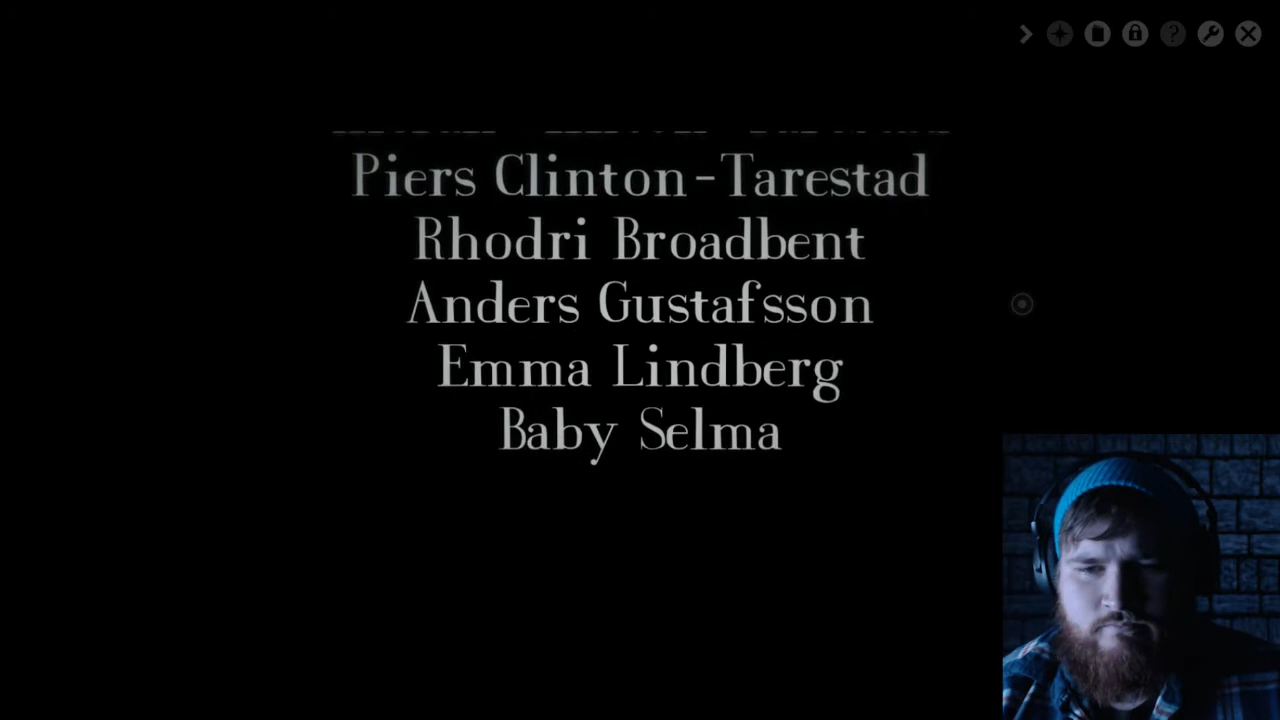 Piers Clinton-Tarestad
Rhodri Broadbent
Anders Gustafsson
Emma Lindberg
Baby Selma